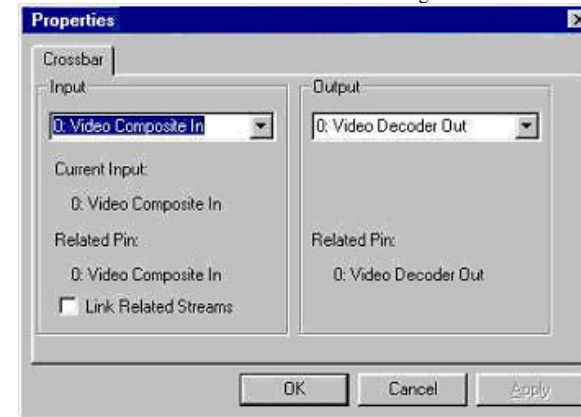 Properties
Crossbar
Input
0: Video Composite In
Current Input:
0: Video Composite In
Related Pin:
0: Video Composite In
Link Related Streams
Output
0: Video Decoder Out
Related Pin:
0: Video Decoder Out
OK
Cancel
Apply